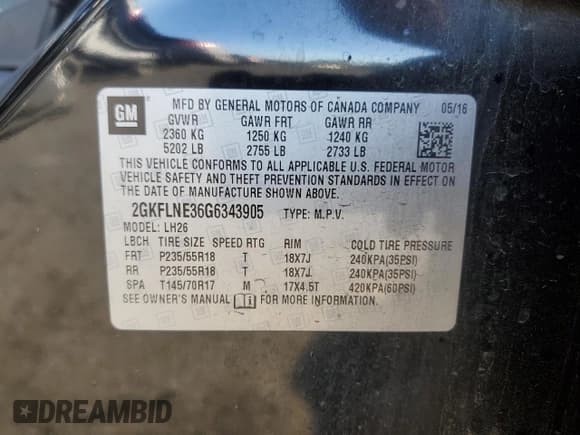 GM
MFD BY GENERAL MOTORS OF CANADA COMPANY 05/16
GVWR GAWR FRT GAWR RR
2360 KG 1250 KG 1240 KG
5202 LB 2755 LB 2733 LB
THIS VEHICLE CONFORMS TO ALL APPLICABLE U.S. FEDERAL MOTOR
VEHICLE SAFETY AND THEFT PREVENTION STANDARDS IN EFFECT ON
THE DATE OF MANUFACTURE SHOWN ABOVE.
2GKFLNE36G6343905 TYPE: M.P.V.
MODEL: LH26
LBCH TIRE SIZE SPEED RTG RIM COLD TIRE PRESSURE
FRT P235/55R18 T 18X7J 240KPA(35PSI)
RR P235/55R18 T 18X7J 240KPA(35PSI)
SPA T145/70R17 M 17X4.5T 420KPA(60PSI)
SEE OWNER'S MANUAL FOR MORE INFORMATION.
DREAMBID